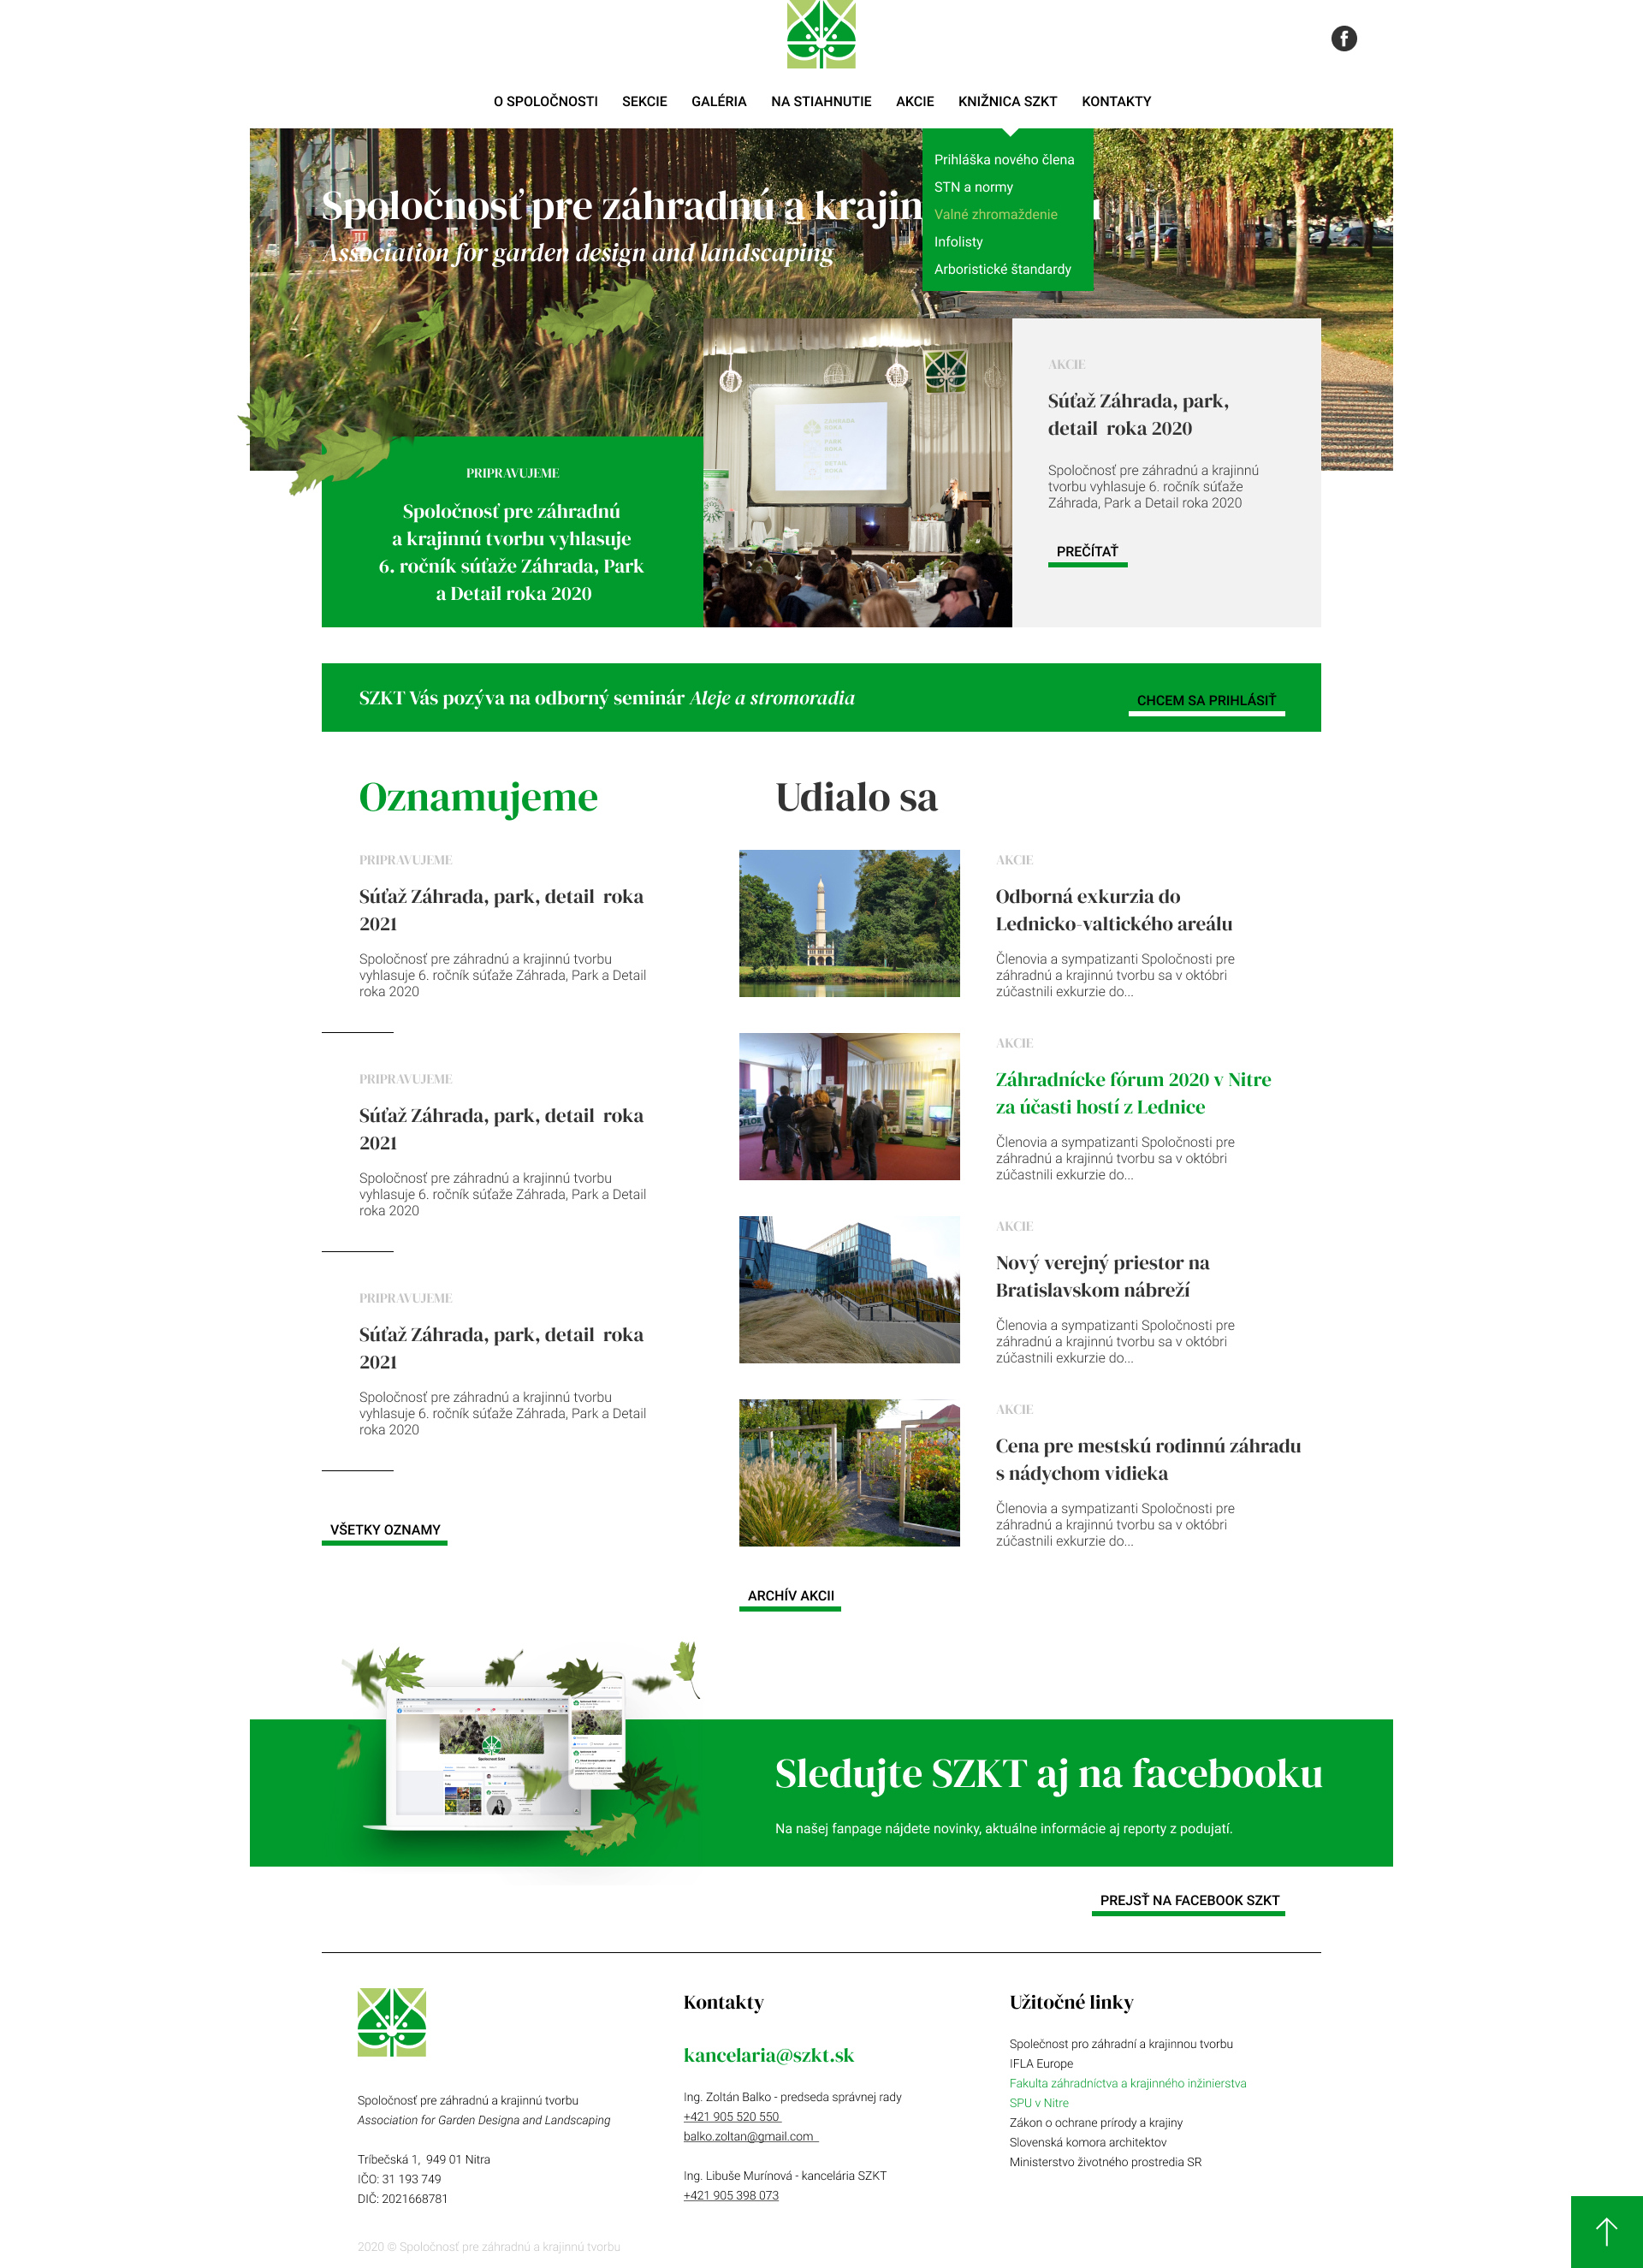 O SPOLOČNOSTI SEKCIE GALÉRIA NA STIAHNUTIE AKCIE KNIŽNICA SZKT KONTAKTY
Prihláška nového člena
STN a normy
Valné zhromaždenie
Infolisty
Arboristické štandardy
Spoločnosť pre záhradnú a krajin
Association for garden design and landscaping
PRIPRAVUJEME
Spoločnosť pre záhradnú
a krajinnú tvorbu vyhlasuje
6. ročník súťaže Záhrada, Park
a Detail roka 2020
ZÁHRADA
ROKA
PARK
ROKA
DETAIL
ROKA
AKCIE
Súťaž Záhrada, park,
detail roka 2020
Spoločnosť pre záhradnú a krajinnú
tvorbu vyhlasuje 6. ročník súťaže
Záhrada, Park a Detail roka 2020
PREČÍTAŤ
SZKT Vás pozýva na odborný seminár Aleje a stromoradia
CHCEM SA PRIHLÁSIŤ
Oznamujeme
PRIPRAVUJEME
Súťaž Záhrada, park, detail roka
2021
Spoločnosť pre záhradnú a krajinnú tvorbu
vyhlasuje 6. ročník súťaže Záhrada, Park a Detail
roka 2020
PRIPRAVUJEME
Súťaž Záhrada, park, detail roka
2021
Spoločnosť pre záhradnú a krajinnú tvorbu
vyhlasuje 6. ročník súťaže Záhrada, Park a Detail
roka 2020
PRIPRAVUJEME
Súťaž Záhrada, park, detail roka
2021
Spoločnosť pre záhradnú a krajinnú tvorbu
vyhlasuje 6. ročník súťaže Záhrada, Park a Detail
roka 2020
VŠETKY OZNAMY
Udialo sa
AKCIE
Odborná exkurzia do
Lednicko-valtického areálu
Členovia a sympatizanti Spoločnosti pre
záhradnú a krajinnú tvorbu sa v októbri
zúčastnili exkurzie do...
AKCIE
Záhradnícke fórum 2020 v Nitre
za účasti hostí z Lednice
Členovia a sympatizanti Spoločnosti pre
záhradnú a krajinnú tvorbu sa v októbri
zúčastnili exkurzie do...
AKCIE
Nový verejný priestor na
Bratislavskom nábreží
Členovia a sympatizanti Spoločnosti pre
záhradnú a krajinnú tvorbu sa v októbri
zúčastnili exkurzie do...
AKCIE
Cena pre mestskú rodinnú záhradu
s nádychom vidieka
Členovia a sympatizanti Spoločnosti pre
záhradnú a krajinnú tvorbu sa v októbri
zúčastnili exkurzie do...
ARCHÍV AKCII
Sledujte SZKT aj na facebooku
Na našej fanpage nájdete novinky, aktuálne informácie aj reporty z podujatí.
PREJSŤ NA FACEBOOK SZKT
Spoločnosť pre záhradnú a krajinnú tvorbu
Association for Garden Designa and Landscaping
Tríbečská 1, 949 01 Nitra
IČO: 31 193 749
DIČ: 2021668781
2020 © Spoločnosť pre záhradnú a krajinnú tvorbu
Kontakty
kancelaria@szkt.sk
Ing. Zoltán Balko - predseda správnej rady
+421 905 520 550
balko.zoltan@gmail.com
Ing. Libuše Murínová - kancelária SZKT
+421 905 398 073
Užitočné linky
Společnost pro záhradní a krajinnou tvorbu
IFLA Europe
Fakulta záhradníctva a krajinného inžinierstva
SPU v Nitre
Zákon o ochrane prírody a krajiny
Slovenská komora architektov
Ministerstvo životného prostredia SR